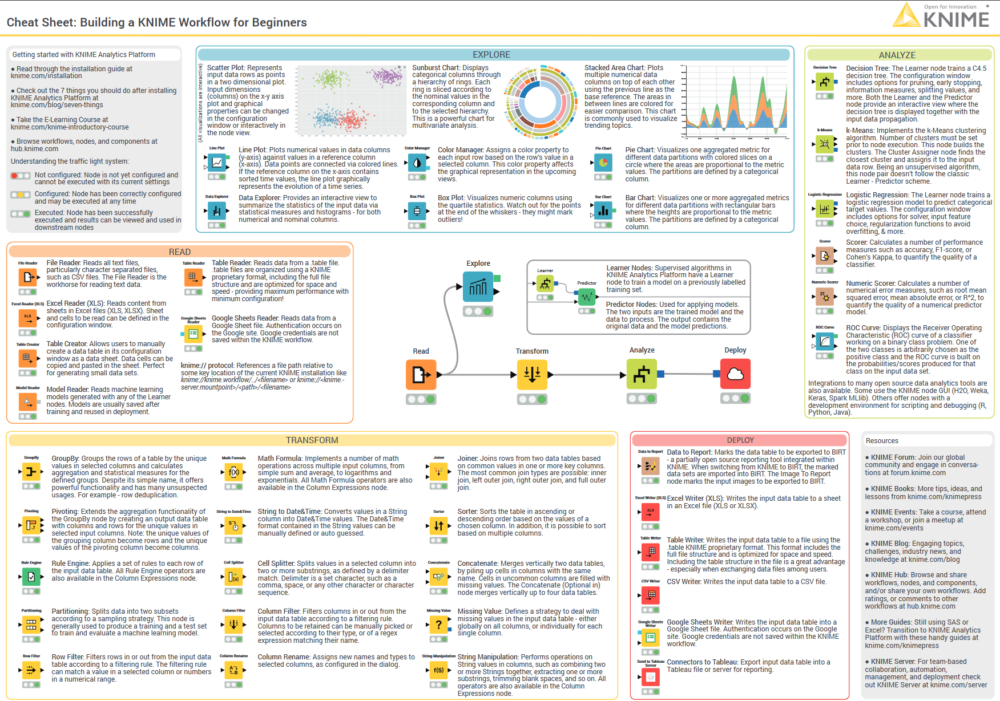 Cheat Sheet: Building a KNIME Workflow for Beginners
Open for Innovation
KNIME
Getting started with KNIME Analytics Platform
● Read through the installation guide at
knime.com/installation
● Check out the 7 things you should do after installing
KNIME Analytics Platform at
knime.com/blog/seven-things
● Take the E-Learning Course at
knime.com/knime-introductory-course
● Browse workflows, nodes, and components at
hub.knime.com
Understanding the traffic light system:
Not configured: Node is not yet configured and
cannot be executed with its current settings
Configured: Node has been correctly configured
and may be executed at any time
Executed: Node has been successfully
executed and results can be viewed and used in
downstream nodes
EXPLORE
(All visualizations are interactive)
Scatter Plot: Represents
input data rows as points
in a two dimensional plot.
Input dimensions
(columns) on the x-y axis
plot and graphical
properties can be changed
in the configuration
window or interactively in
the node view.
Sunburst Chart: Displays
categorical columns through
a hierarchy of rings. Each
ring is sliced according to
the nominal values in the
corresponding column and
to the selected hierarchy.
This is a powerful chart for
multivariate analysis.
Stacked Area Chart: Plots
multiple numerical data
columns on top of each other
using the previous line as the
base reference. The areas in
between lines are colored for
easier comparison. This chart
is commonly used to visualize
trending topics.
Line Plot
Line Plot: Plots numerical values in data columns
(y-axis) against values in a reference column
(x-axis). Data points are connected via colored lines.
If the reference column on the x-axis contains
sorted time values, the line plot graphically
represents the evolution of a time series.
Color Manager
Color Manager: Assigns a color property to
each input row based on the row's value in a
selected column. This color property affects
the graphical representation in the upcoming
views.
Pie Chart
Pie Chart: Visualizes one aggregated metric for
different data partitions with colored slices on a
circle where the areas are proportional to the metric
values. The partitions are defined by a categorical
column.
Data Explorer
Data Explorer: Provides an interactive view to
summarize the statistics of the input data via
statistical measures and histograms - for both
numerical and nominal columns.
Box Plot
Box Plot: Visualizes numeric columns using
the quartile statistics. Watch out for the points
at the end of the whiskers - they might mark
outliers!
Bar Chart
Bar Chart: Visualizes one or more aggregated metrics
for different data partitions with rectangular bars
where the heights are proportional to the metric
values. The partitions are defined by a categorical
column.
ANALYZE
Decision Tree
Decision Tree: The Learner node trains a C4.5
decision tree. The configuration window
includes options for pruning, early stopping,
information measures, splitting values, and
more. Both the Learner and the Predictor
node provide an interactive view where the
decision tree is displayed together with the
input data propagation.
k-Means
k-Means: Implements the k-Means clustering
algorithm. Number of clusters must be set
prior to node execution. This node builds the
clusters. The Cluster Assigner node finds the
closest cluster and assigns it to the input
data row. Being an unsupervised algorithm,
this node pair doesn't follow the classic
Learner - Predictor scheme.
Logistic Regression
Logistic Regression: The Learner node trains a
logistic regression model to predict categorical
target values. The configuration window
includes options for solver, input feature
choice, regularization functions to avoid
overfitting, & more.
Scorer
Scorer: Calculates a number of performance
measures such as accuracy, F1-score, or
Cohen's Kappa, to quantify the quality of a
classifier.
Numeric Scorer
31
Numeric Scorer: Calculates a number of
numerical error measures, such as root mean
squared error, mean absolute error, or R^2, to
quantify the quality of a numerical predictor
model.
ROC Curve
ROC Curve: Displays the Receiver Operating
Characteristic (ROC) curve of a classifier
working on a binary class problem. One of
the two classes is arbitrarily chosen as the
positive class and the ROC curve is built on
the probabilities/scores produced for that
class on the input data set.
Integrations to many open source data analytics tools are
also available. Some use the KNIME node GUI (H2O, Weka,
Keras, Spark MLlib). Others offer nodes with a
development environment for scripting and debugging (R,
Python, Java).
READ
File Reader
File Reader: Reads all text files,
particularly character separated files,
such as CSV files. The File Reader is the
workhorse for reading text data.
Excel Reader (XLS)
XLS
Excel Reader (XLS): Reads content from
sheets in Excel files (XLS, XLSX). Sheet
and cells to be read can be defined in the
configuration window.
Table Creator
Table Creator: Allows users to manually
create a data table in its configuration
window as a data sheet. Data cells can be
copied and pasted in the sheet. Perfect
for generating small data sets.
Model Reader
Model Reader: Reads machine learning
models generated with any of the Learner
nodes. Models are usually saved after
training and reused in deployment.
Table Reader
Table Reader: Reads data from a .table file.
.table files are organized using a KNIME
proprietary format, including the full file
structure and are optimized for space and
speed - providing maximum performance with
minimum configuration!
Google Sheets
Reader
Google Sheets Reader: Reads data from a
Google Sheet file. Authentication occurs on
the Google site. Google credentials are not
saved within the KNIME workflow.
knime:// protocol: References a file path relative to
some key location of the current KNIME installation like
knime://knime.workflow/../<filename> or knime://<knime.-
server.mountpoint>/<path>/<filename>
Explore
Learner
Predictor
Learner Nodes: Supervised algorithms in
KNIME Analytics Platform have a Learner
node to train a model on a previously labelled
training set.
Predictor Nodes: Used for applying models.
The two inputs are the trained model and the
data to process. The output contains the
original data and the model predictions.
Read
Transform
Analyze
Deploy
TRANSFORM
GroupBy
GroupBy: Groups the rows of a table by the unique
values in selected columns and calculates
aggregation and statistical measures for the
defined groups. Despite its simple name, it offers
powerful functionality and has many unsuspected
usages. For example - row deduplication.
Pivoting
Pivoting: Extends the aggregation functionality of
the GroupBy node by creating an output data table
with columns and rows for the unique values in
selected input columns. Note: the unique values of
the grouping column become rows and the unique
values of the pivoting column become columns.
Rule Engine
Rule Engine: Applies a set of rules to each row of
the input data table. All Rule Engine operators are
also available in the Column Expressions node.
Partitioning
Partitioning: Splits data into two subsets
according to a sampling strategy. This node is
generally used to produce a training and a test set
to train and evaluate a machine learning model.
Row Filter
Row Filter: Filters rows in or out from the input data
table according to a filtering rule. The filtering rule
can match a value in a selected column or numbers
in a numerical range.
Math Formula
f(x)
Math Formula: Implements a number of math
operations across multiple input columns, from
simple sum and average, to logarithms and
exponentials. All Math Formula operators are also
available in the Column Expressions node.
String to Date&Time
S
String to Date&Time: Converts values in a String
column into Date&Time values. The Date&Time
format contained in the String values can be
manually defined or auto guessed.
Cell Splitter
[a]
Cell Splitter: Splits values in a selected column into
two or more substrings, as defined by a delimiter
match. Delimiter is a set character, such as a
comma, space, or any other character or character
sequence.
Column Filter
Column Filter: Filters columns in or out from the
input data table according to a filtering rule.
Columns to be retained can be manually picked or
selected according to their type, or of a regex
expression matching their name.
Column Rename
A
B
Column Rename: Assigns new names and types to
selected columns, as configured in the dialog.
Joiner
Joiner: Joins rows from two data tables based
on common values in one or more key columns.
The most common join types are possible: inner
join, left outer join, right outer join, and full outer
join.
Sorter
Sorter: Sorts the table in ascending or
descending order based on the values of a
chosen column. In addition, it is possible to sort
based on multiple columns.
Concatenate
Concatenate: Merges vertically two data tables,
by piling up cells in columns with the same
name. Cells in uncommon columns are filled with
missing values. The Concatenate (Optional in)
node merges vertically up to four data tables.
Missing Value
?
Missing Value: Defines a strategy to deal with
missing values in the input data table - either
globally on all columns, or individually for each
single column.
String Manipulation
f(S)
String Manipulation: Performs operations on
String values in columns, such as combining two
or more Strings together, extracting one or more
substrings, trimming blank spaces, and so on. All
operators are also available in the Column
Expressions node.
DEPLOY
Data to Report
Data to Report: Marks the data table to be exported to BIRT
- a partially open source reporting tool integrated within
KNIME. When switching from KNIME to BIRT, the marked
data sets are imported into BIRT. The Image To Report
node marks the input images to be exported to BIRT.
Excel Writer (XLS)
XLS
Excel Writer (XLS): Writes the input data table to a sheet
in an Excel file (XLS or XLSX).
Table Writer
Table Writer: Writes the input data table to a file using the
.table KNIME proprietary format. This format includes the
full file structure and is optimized for space and speed.
Including the table structure in the file is a great advantage
- especially when exchanging data files among users.
CSV Writer
CSV Writer: Writes the input data table to a CSV file.
Google Sheets
Writer
Google Sheets Writer: Writes the input data table into a
Google Sheet file. Authentication occurs on the Google
site. Google credentials are not saved within the KNIME
workflow.
Send to Tableau
Server
Connectors to Tableau: Export input data table into a
Tableau file or server for reporting.
Resources
● KNIME Forum: Join our global
community and engage in conversa-
tions at forum.knime.com
● KNIME Books: More tips, ideas, and
lessons from knime.com/knimepress
● KNIME Events: Take a course, attend
a workshop, or join a meetup at
knime.com/events
● KNIME Blog: Engaging topics,
challenges, industry news, and
knowledge at knime.com/blog
● KNIME Hub: Browse and share
workflows, nodes, and components,
and/or share your own workflows. Add
ratings, or comments to other
workflows at hub.knime.com
● More Guides: Still using SAS or
Excel? Transition to KNIME Analytics
Platform with these handy guides at
knime.com/knimepress
● KNIME Server: For team-based
collaboration, automation,
management, and deployment check
out KNIME Server at knime.com/server